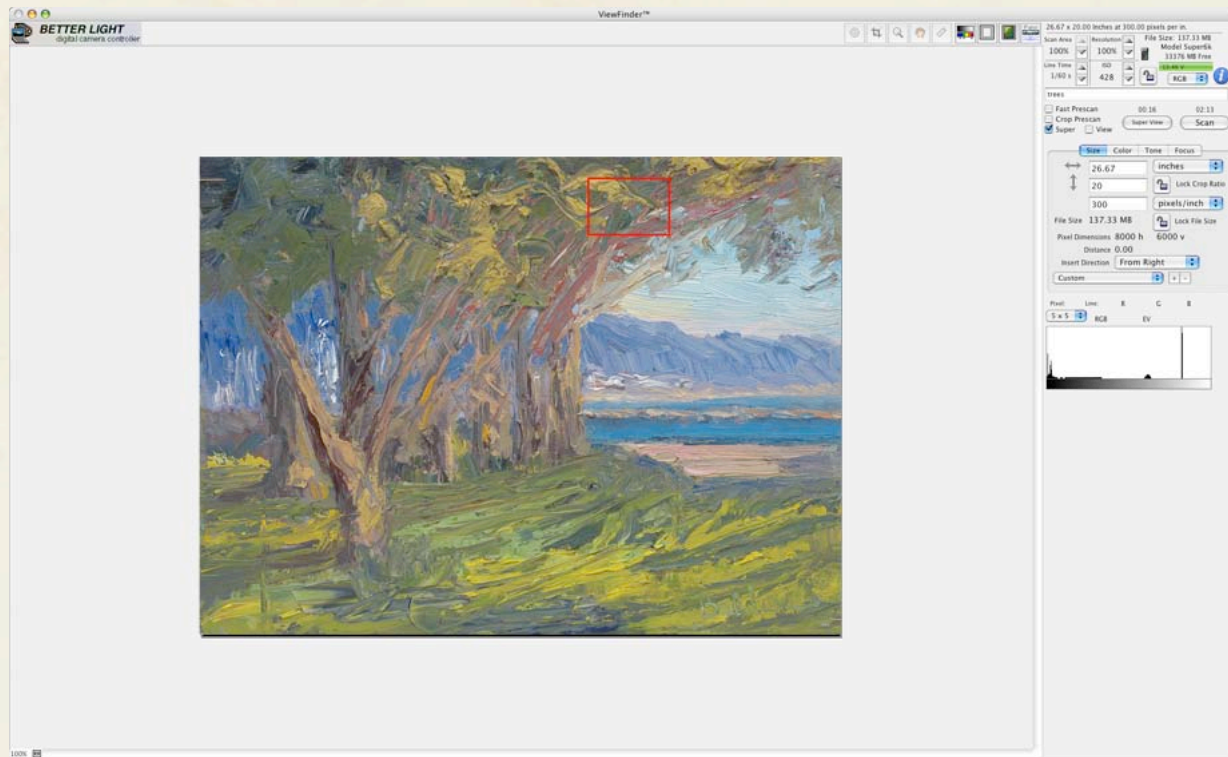 ViewFinder™
BETTER LIGHT
digital camera controller
26.67 x 20.00 Inches at 300.00 pixels per in.
Scan Area
Resolution
File Size: 137.33 MB
100%
100%
Model Super6k
33376 MB Free
Line Time
ISO
1/60 s
428
RGB
trees
Fast Prescan
00:16
02:13
Crop Prescan
Super View
Scan
Super
View
Size Color Tone Focus
26.67
inches
20
Lock Crop Ratio
300
pixels/inch
File Size 137.33 MB
Lock File Size
Pixel Dimensions 8000 h 6000 v
Distance 0.00
Insert Direction From Right
Custom
+ -
Pixel: Line: R G B
5 x 5
RGB EV
100%